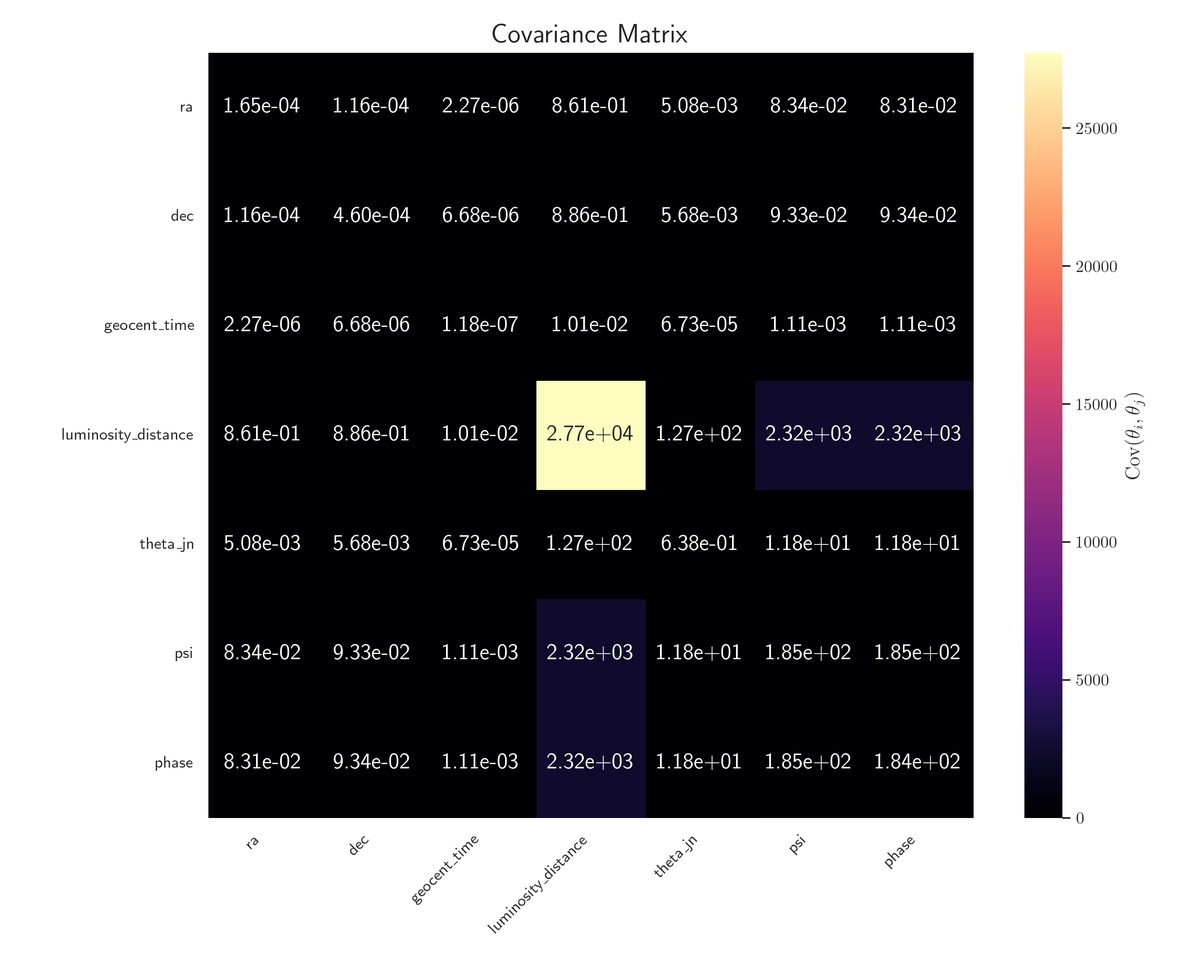 Covariance Matrix
ra 1.65e-04 1.16e-04 2.27e-06 8.61e-01 5.08e-03 8.34e-02 8.31e-02
dec 1.16e-04 4.60e-04 6.68e-06 8.86e-01 5.68e-03 9.33e-02 9.34e-02
geocent_time 2.27e-06 6.68e-06 1.18e-07 1.01e-02 6.73e-05 1.11e-03 1.11e-03
luminosity_distance 8.61e-01 8.86e-01 1.01e-02 2.77e+04 1.27e+02 2.32e+03 2.32e+03
theta_jn 5.08e-03 5.68e-03 6.73e-05 1.27e+02 6.38e-01 1.18e+01 1.18e+01
psi 8.34e-02 9.33e-02 1.11e-03 2.32e+03 1.18e+01 1.85e+02 1.85e+02
phase 8.31e-02 9.34e-02 1.11e-03 2.32e+03 1.18e+01 1.85e+02 1.84e+02
ra dec geocent_time luminosity_distance theta_jn psi phase
25000
20000
15000
10000
5000
0
Cov(θi, θj)